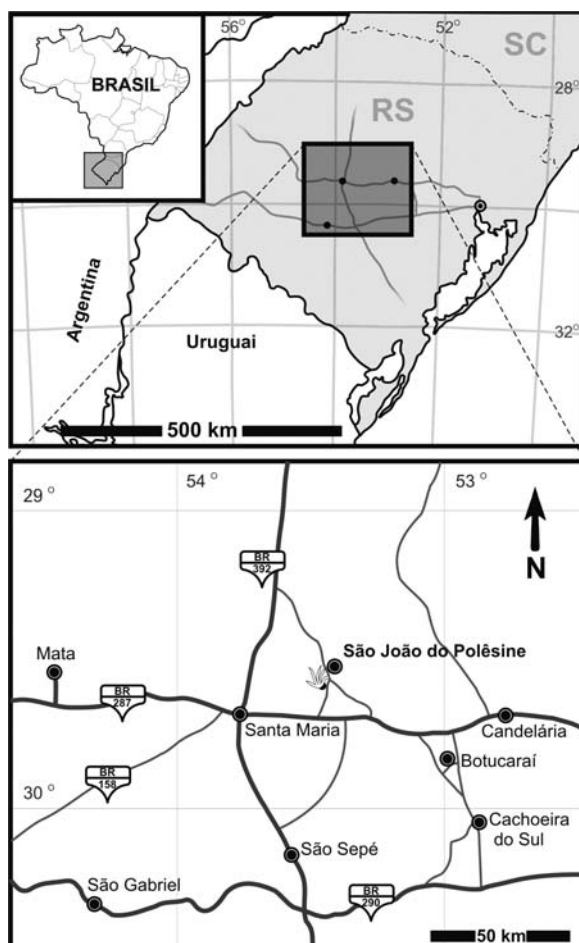 56°
52°
SC
BRASIL
28°
RS
Argentina
Uruguai
32°
500 km
29°
54°
53°
BR
392
N
São João do Polêsine
Mata
BR
287
Santa Maria
Candelária
Botucaraí
BR
158
30°
Cachoeira
do Sul
São Sepé
São Gabriel
BR
290
50 km